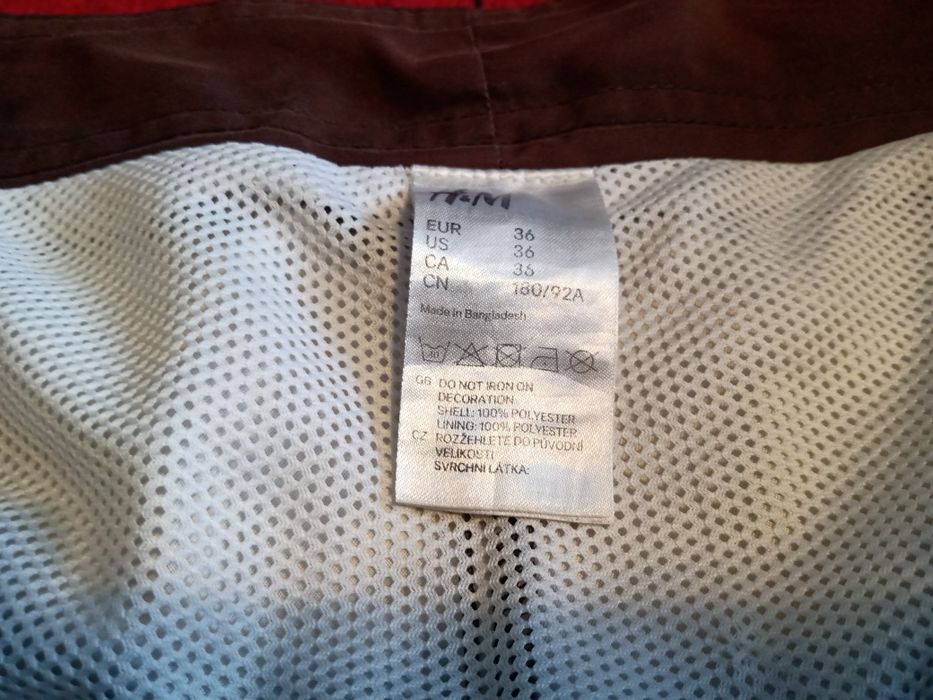 H&M
EUR 36
US 36
CA 36
CN 180/92A
Made in Bangladesh
40
GB DO NOT IRON ON
DECORATION
SHELL: 100% POLYESTER
LINING: 100% POLYESTER
CZ ROZŽEHLETE DO PŮVODNÍ
VELIKOSTI
SVRCHNÍ LÁTKA: